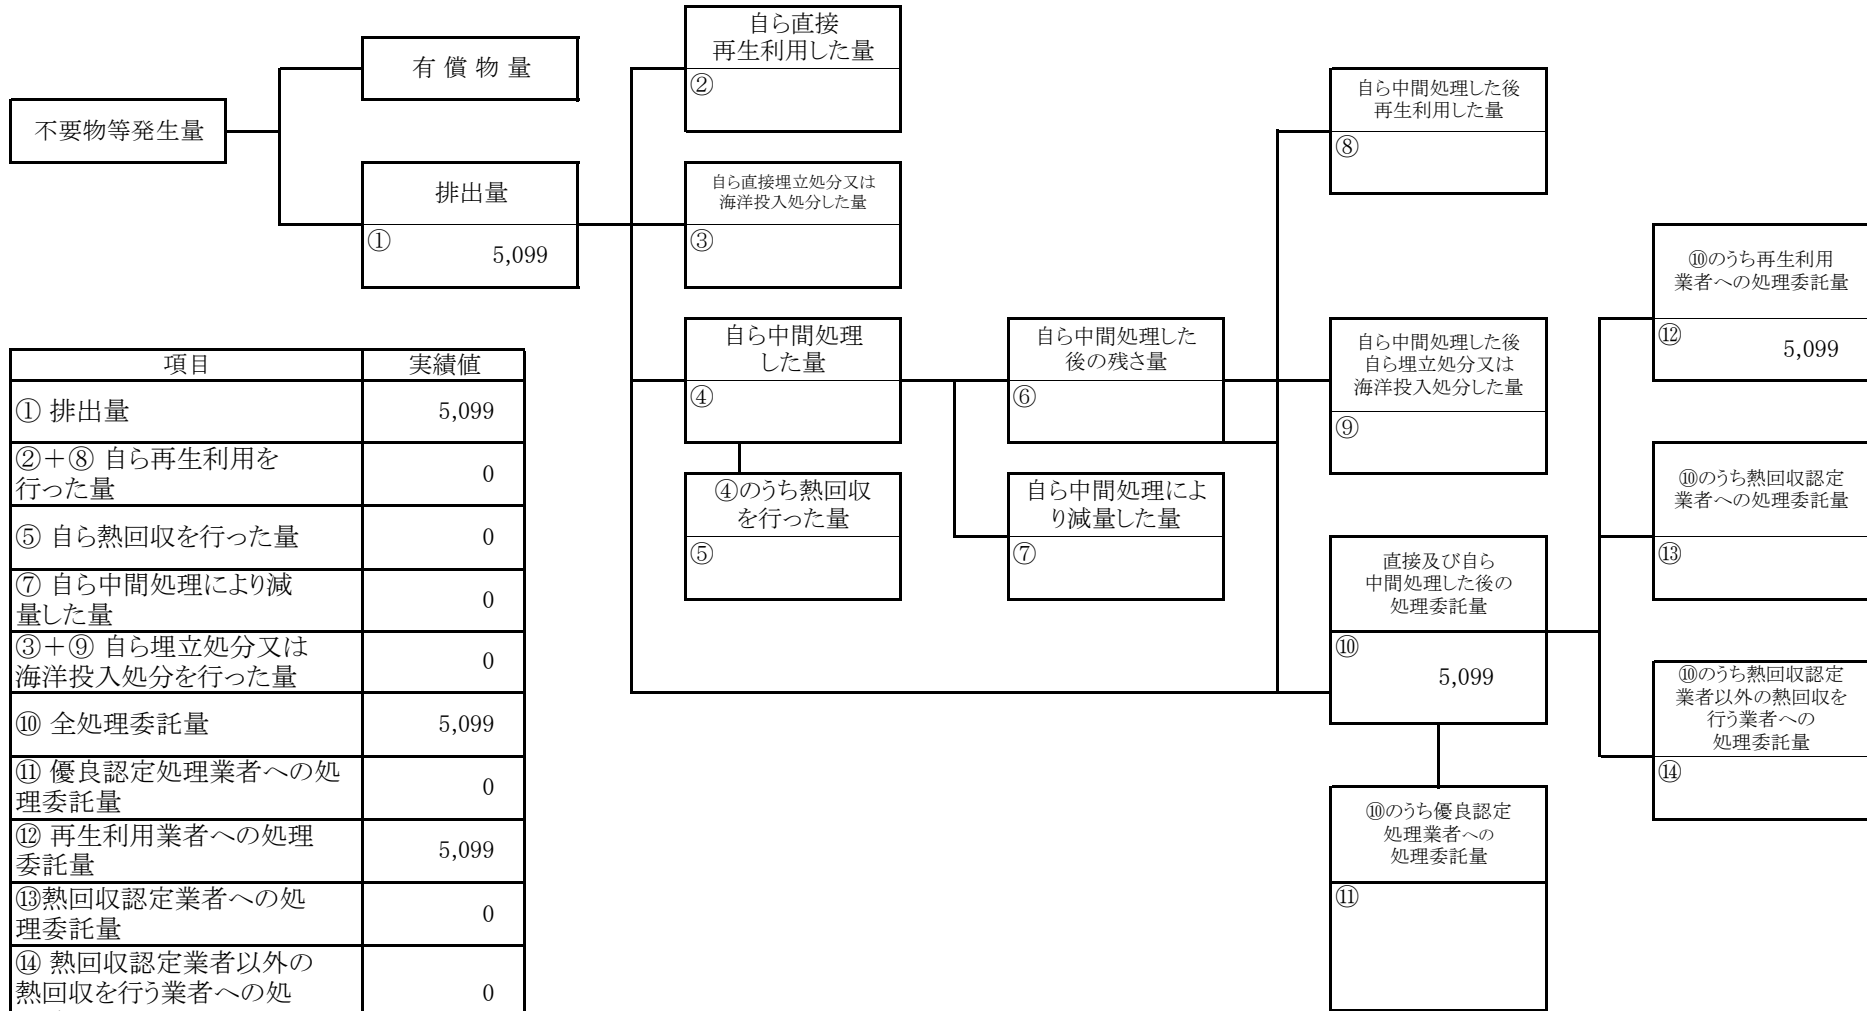 不要物等発生量
有償物量
排出量
①
5,099
自ら直接
再生利用した量
②
自ら直接埋立処分又は
海洋投入処分した量
③
自ら中間処理
した量
④
④のうち熱回収
を行った量
⑤
自ら中間処理した
後の残さ量
⑥
自ら中間処理によ
り減量した量
⑦
自ら中間処理した後
再生利用した量
⑧
自ら中間処理した後
自ら埋立処分又は
海洋投入処分した量
⑨
直接及び自ら
中間処理した後の
処理委託量
⑩
5,099
⑩のうち優良認定
処理業者への
処理委託量
⑪
⑩のうち再生利用
業者への処理委託量
⑫
5,099
⑩のうち熱回収認定
業者への処理委託量
⑬
⑩のうち熱回収認定
業者以外の熱回収を
行う業者への
処理委託量
⑭
項目 実績値
① 排出量 5,099
②＋⑧ 自ら再生利用を
行った量 0
⑤ 自ら熱回収を行った量 0
⑦ 自ら中間処理により減
量した量 0
③＋⑨ 自ら埋立処分又は
海洋投入処分を行った量 0
⑩ 全処理委託量 5,099
⑪ 優良認定処理業者への処
理委託量 0
⑫ 再生利用業者への処理
委託量 5,099
⑬熱回収認定業者への処
理委託量 0
⑭ 熱回収認定業者以外の
熱回収を行う業者への処 0